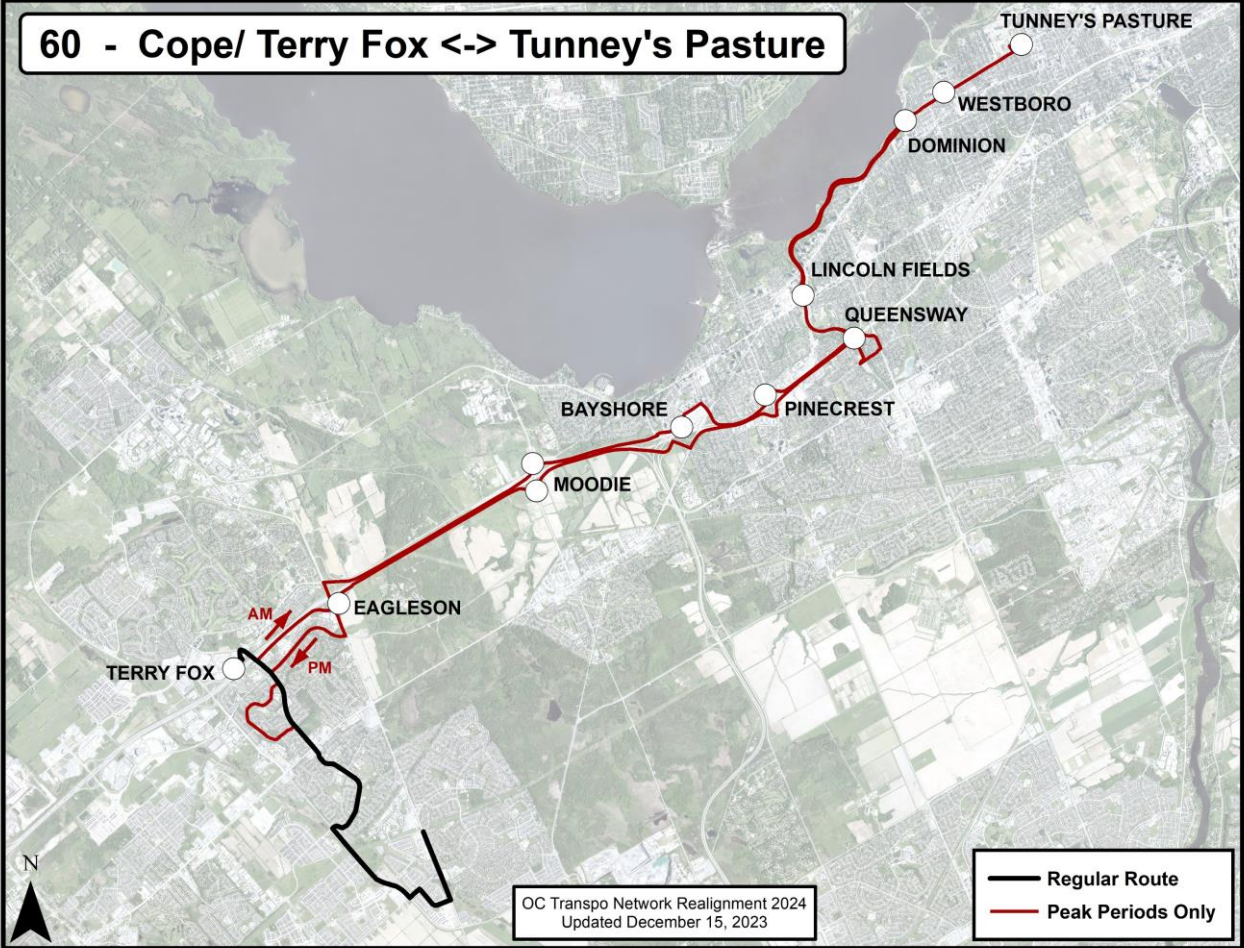 60 - Cope/ Terry Fox <-> Tunney's Pasture
TUNNEY'S PASTURE
WESTBORO
DOMINION
LINCOLN FIELDS
QUEENSWAY
BAYSHORE
PINECREST
MOODIE
EAGLESON
AM
PM
TERRY FOX
N
OC Transpo Network Realignment 2024
Updated December 15, 2023
Regular Route
Peak Periods Only